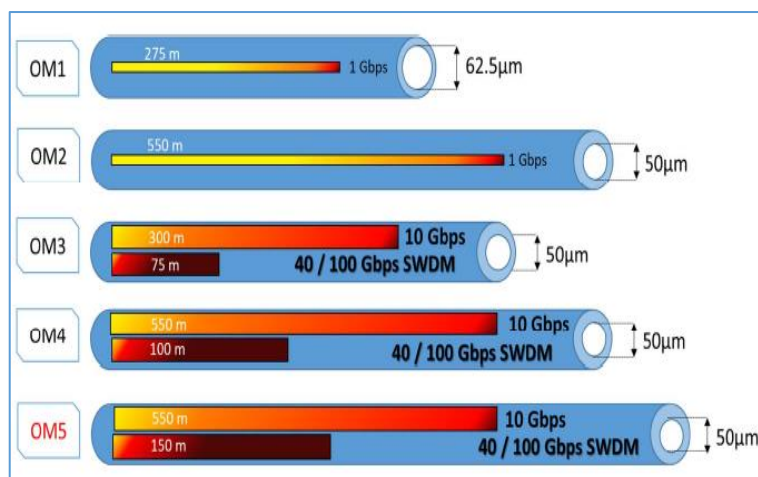 OM1
275 m
1 Gbps
62.5µm
OM2
550 m
1 Gbps
50µm
OM3
300 m
10 Gbps
75 m
40 / 100 Gbps SWDM
50µm
OM4
550 m
10 Gbps
100 m
40 / 100 Gbps SWDM
50µm
OM5
550 m
10 Gbps
150 m
40 / 100 Gbps SWDM
50µm